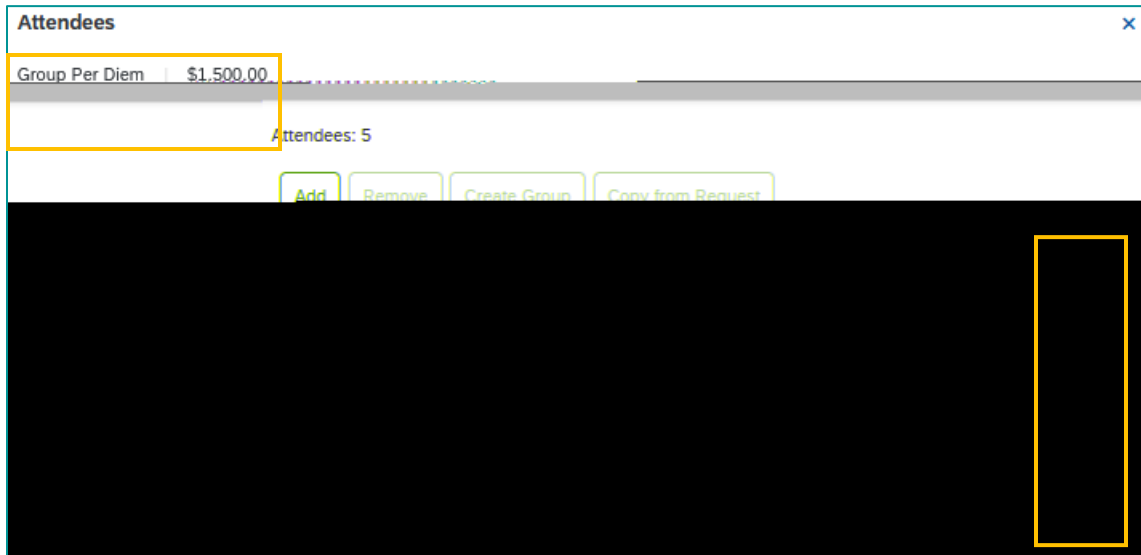 Attendees
Group Per Diem $1,500.00
Attendees: 5
Add Remove Create Group Copy from Request